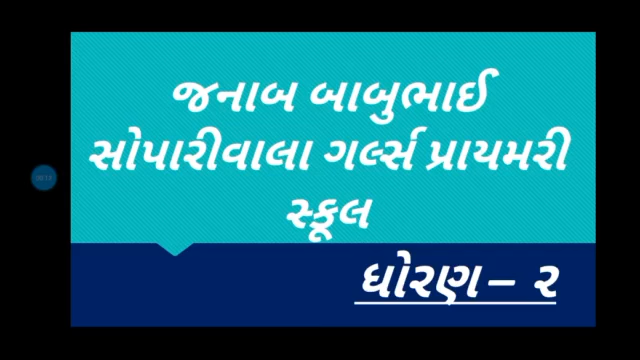 જનાબ બાબુભાઈ
સોપારીવાલા ગર્લ્સ પ્રાયમરી
સ્કૂલ
ધોરણ – ૨